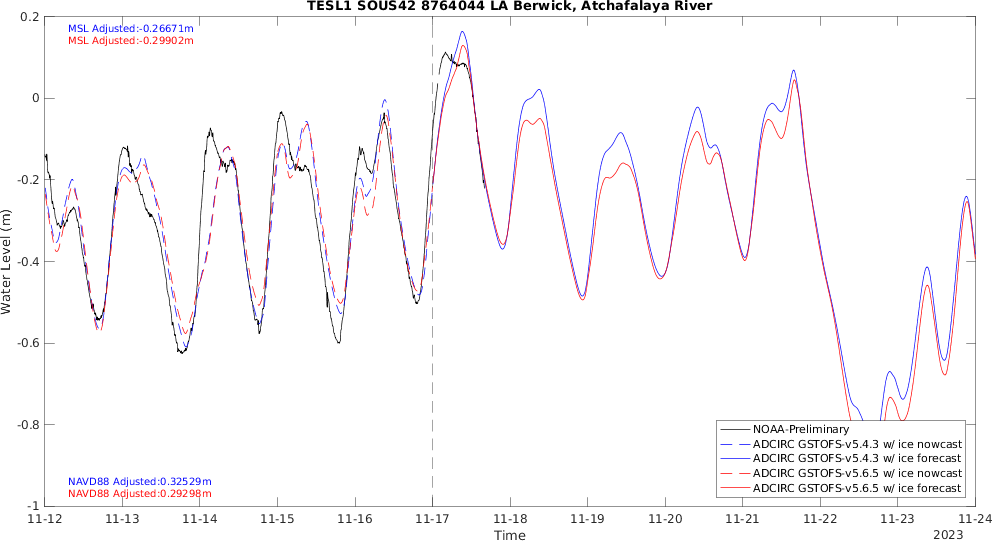 TESL1 SOUS42 8764044 LA Berwick, Atchafalaya River
MSL Adjusted:-0.26671m
MSL Adjusted:-0.29902m
0.2
0
-0.2
-0.4
-0.6
-0.8
-1
Water Level (m)
NAVD88 Adjusted:0.32529m
NAVD88 Adjusted:0.29298m
NOAA-Preliminary
ADCIRC GSTOFS-v5.4.3 w/ ice nowcast
ADCIRC GSTOFS-v5.4.3 w/ ice forecast
ADCIRC GSTOFS-v5.6.5 w/ ice nowcast
ADCIRC GSTOFS-v5.6.5 w/ ice forecast
11-12 11-13 11-14 11-15 11-16 11-17 11-18 11-19 11-20 11-21 11-22 11-23 11-24
Time
2023